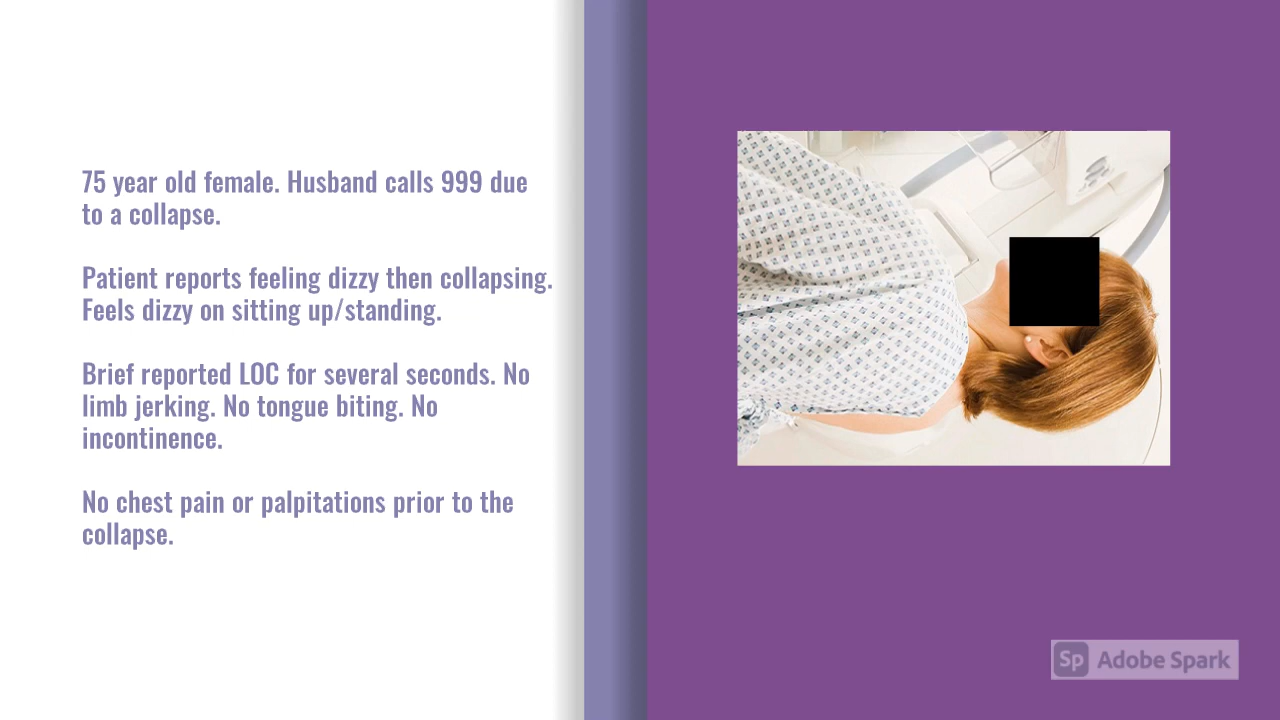 75 year old female. Husband calls 999 due
to a collapse.
Patient reports feeling dizzy then collapsing.
Feels dizzy on sitting up/standing.
Brief reported LOC for several seconds. No
limb jerking. No tongue biting. No
incontinence.
No chest pain or palpitations prior to the
collapse.
Sp Adobe Spark